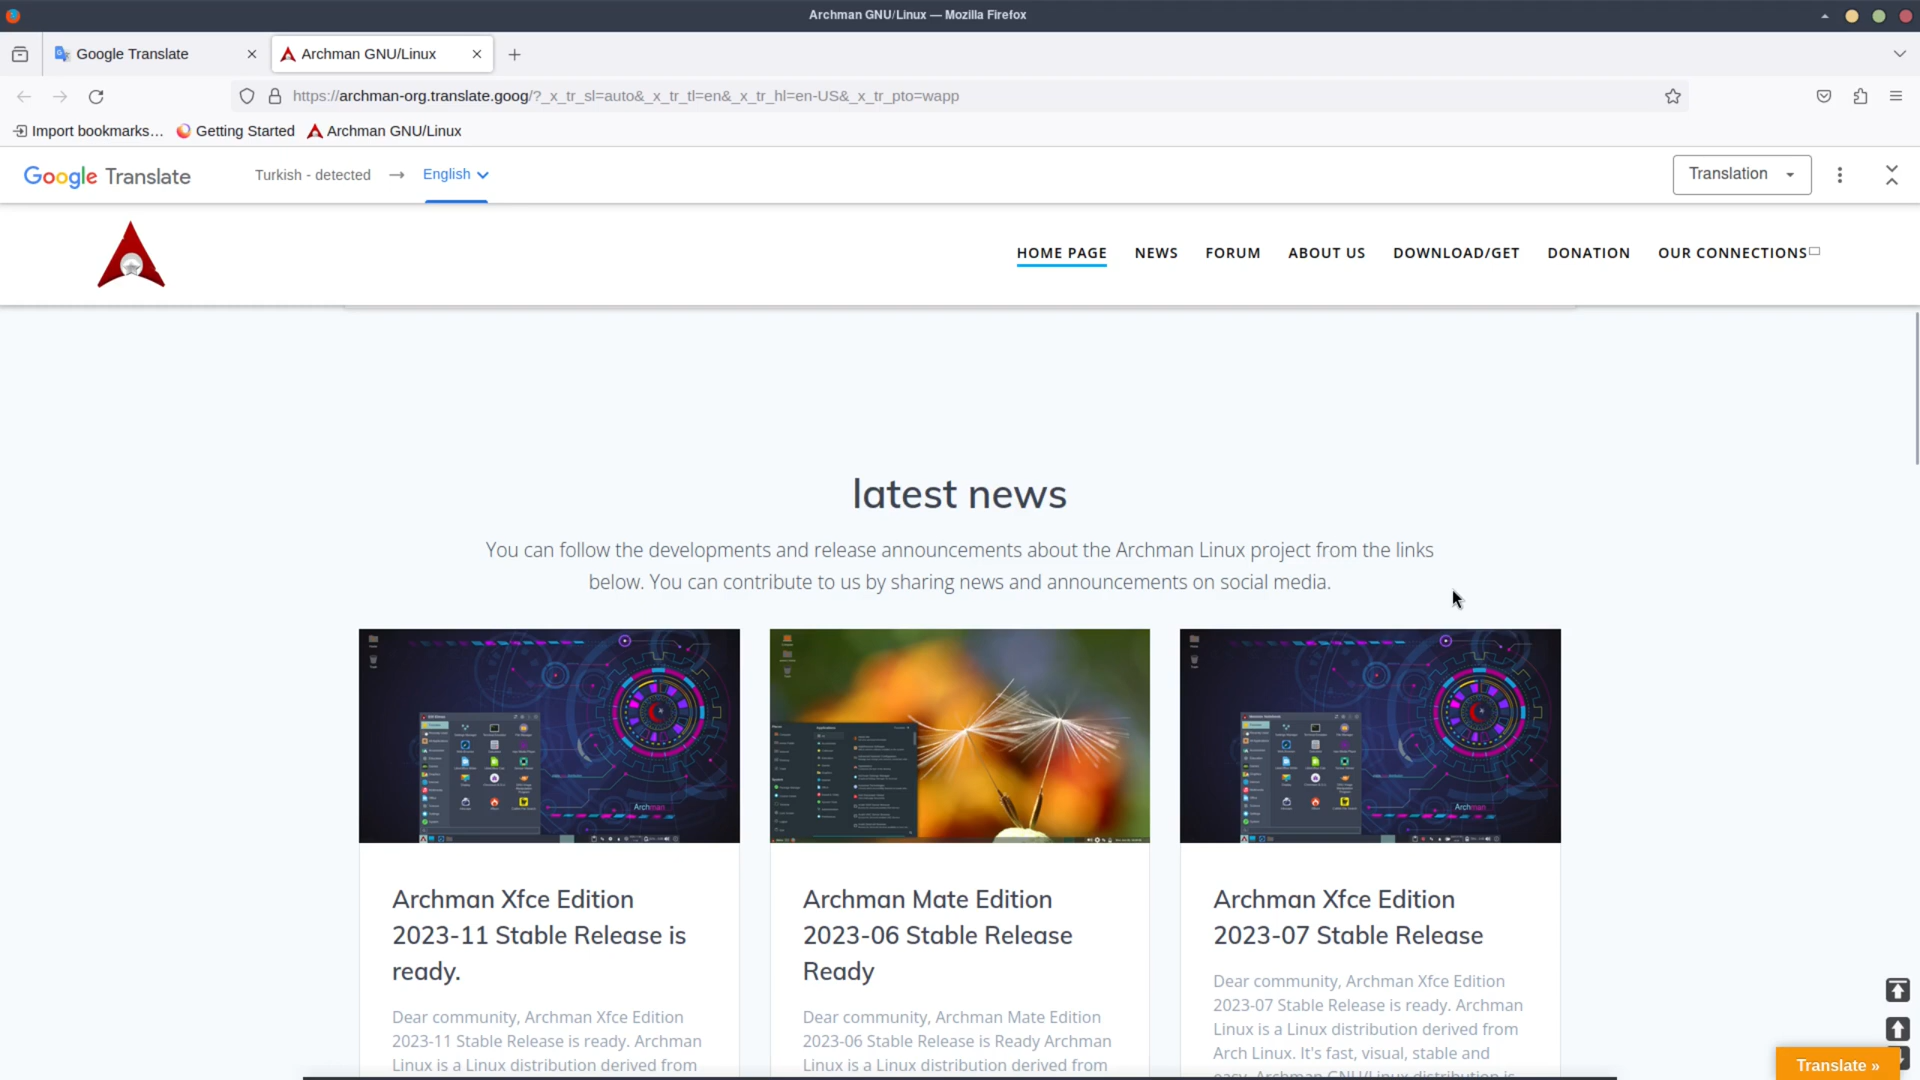 Archman GNU/Linux — Mozilla Firefox
Google Translate
Archman GNU/Linux
https://archman-org.translate.goog/?_x_tr_sl=auto&_x_tr_tl=en&_x_tr_hl=en-US&_x_tr_pto=wapp
Import bookmarks…
Getting Started
Archman GNU/Linux
Google Translate
Turkish - detected
English
Translation
HOME PAGE
NEWS
FORUM
ABOUT US
DOWNLOAD/GET
DONATION
OUR CONNECTIONS
latest news
You can follow the developments and release announcements about the Archman Linux project from the links
below. You can contribute to us by sharing news and announcements on social media.
Archman
Archman
Archman Xfce Edition
2023-11 Stable Release is
ready.
Dear community, Archman Xfce Edition
2023-11 Stable Release is ready. Archman
Linux is a Linux distribution derived from
Archman Mate Edition
2023-06 Stable Release
Ready
Dear community, Archman Mate Edition
2023-06 Stable Release is Ready Archman
Linux is a Linux distribution derived from
Archman Xfce Edition
2023-07 Stable Release
Dear community, Archman Xfce Edition
2023-07 Stable Release is ready. Archman
Linux is a Linux distribution derived from
Arch Linux. It's fast, visual, stable and
easy. Archman GNU/Linux distribution is
Translate »